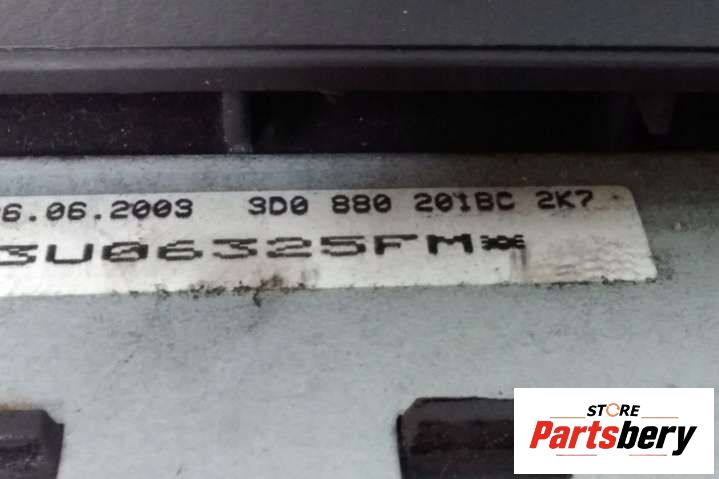 6.06.2003 3D0 880 201BC 2K7
3U06325FM*
STORE
Partsbery